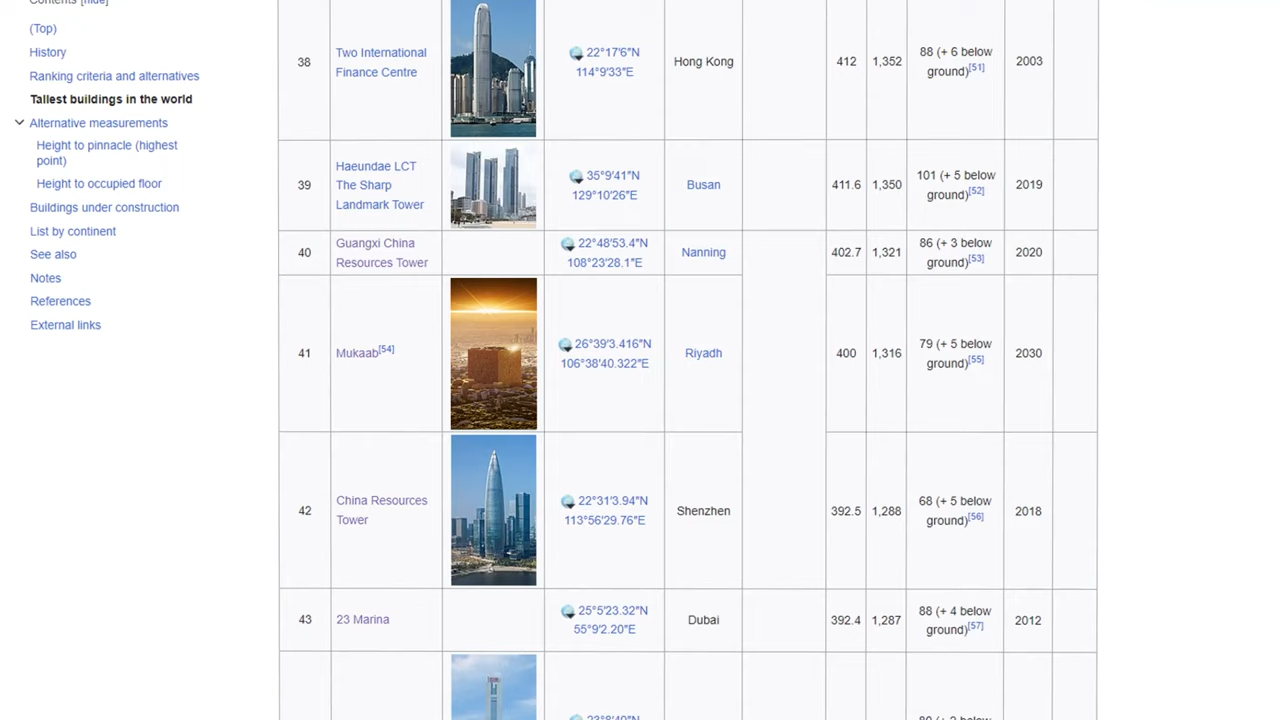 Contents [hide]
(Top)
History
Ranking criteria and alternatives
Tallest buildings in the world
Alternative measurements
Height to pinnacle (highest
point)
Height to occupied floor
Buildings under construction
List by continent
See also
Notes
References
External links
38
Two International
Finance Centre
22°17′6″N
114°9′33″E
Hong Kong
412
1,352
88 (+ 6 below
ground)[51]
2003
39
Haeundae LCT
The Sharp
Landmark Tower
35°9′41″N
129°10′26″E
Busan
411.6
1,350
101 (+ 5 below
ground)[52]
2019
40
Guangxi China
Resources Tower
22°48′53.4″N
108°23′28.1″E
Nanning
402.7
1,321
86 (+ 3 below
ground)[53]
2020
41
Mukaab[54]
26°39′3.416″N
106°38′40.322″E
Riyadh
400
1,316
79 (+ 5 below
ground)[55]
2030
42
China Resources
Tower
22°31′3.94″N
113°56′29.76″E
Shenzhen
392.5
1,288
68 (+ 5 below
ground)[56]
2018
43
23 Marina
25°5′23.32″N
55°9′2.20″E
Dubai
392.4
1,287
88 (+ 4 below
ground)[57]
2012